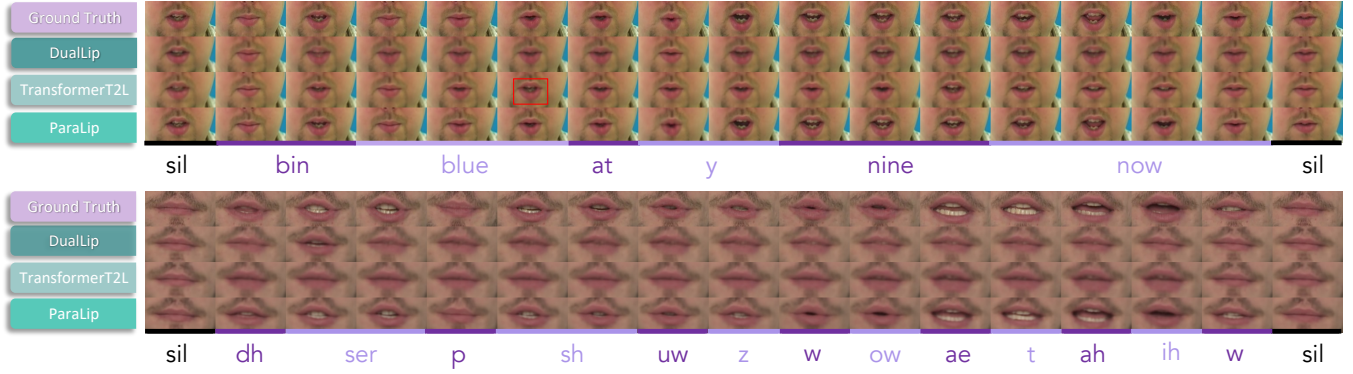 Ground Truth
DualLip
TransformerT2L
ParaLip
sil bin blue at y nine now sil
Ground Truth
DualLip
TransformerT2L
ParaLip
sil dh ser p sh uw z w ow ae t ah ih w sil